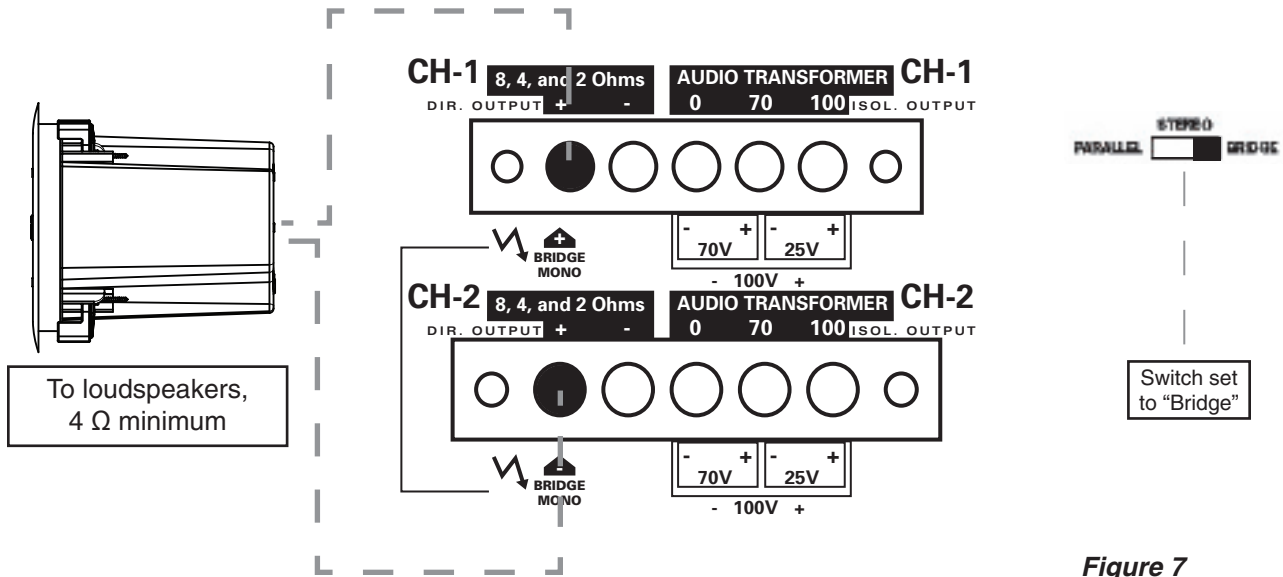 CH-1 8, 4, and 2 Ohms AUDIO TRANSFORMER CH-1
DIR. OUTPUT + - 0 70 100 ISOL. OUTPUT
STEREO
PARALLEL BRIDGE
- + - +
70V 25V
- 100V +
+
BRIDGE
MONO
CH-2 8, 4, and 2 Ohms AUDIO TRANSFORMER CH-2
DIR. OUTPUT + - 0 70 100 ISOL. OUTPUT
To loudspeakers,
4 Ω minimum
Switch set
to “Bridge”
- + - +
70V 25V
- 100V +
-
BRIDGE
MONO
Figure 7